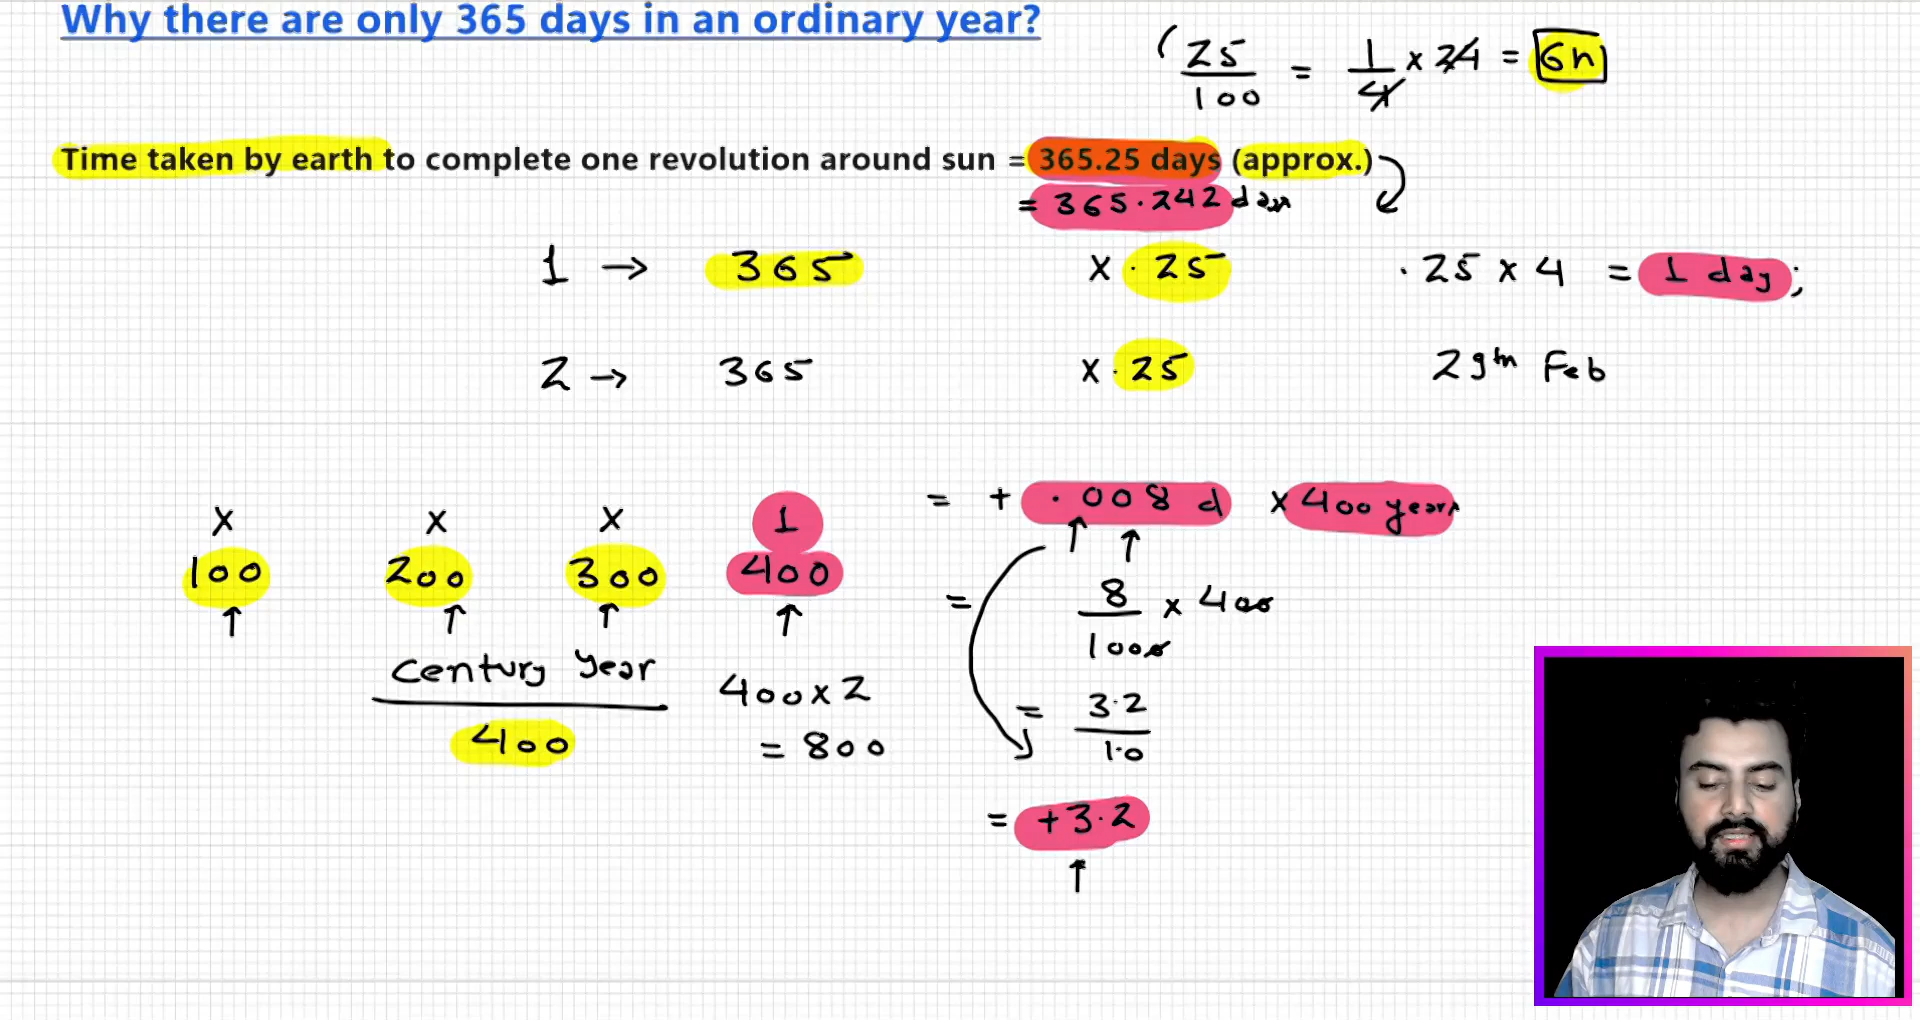 Why there are only 365 days in an ordinary year?
25/100 = 1/4 × 24 = 6h
Time taken by earth to complete one revolution around sun = 365.25 days (approx.)
= 365.242 days
1 → 365 × .25 .25 × 4 = 1 day;
2 → 365 × .25 29th Feb
× × × 1 = + .008 d × 400 years
100 200 300 400
↑ ↑ ↑ ↑ = 8/1000 × 400
Century Year
400
400 × 2
= 800
= 3.2/1.0
= +3.2